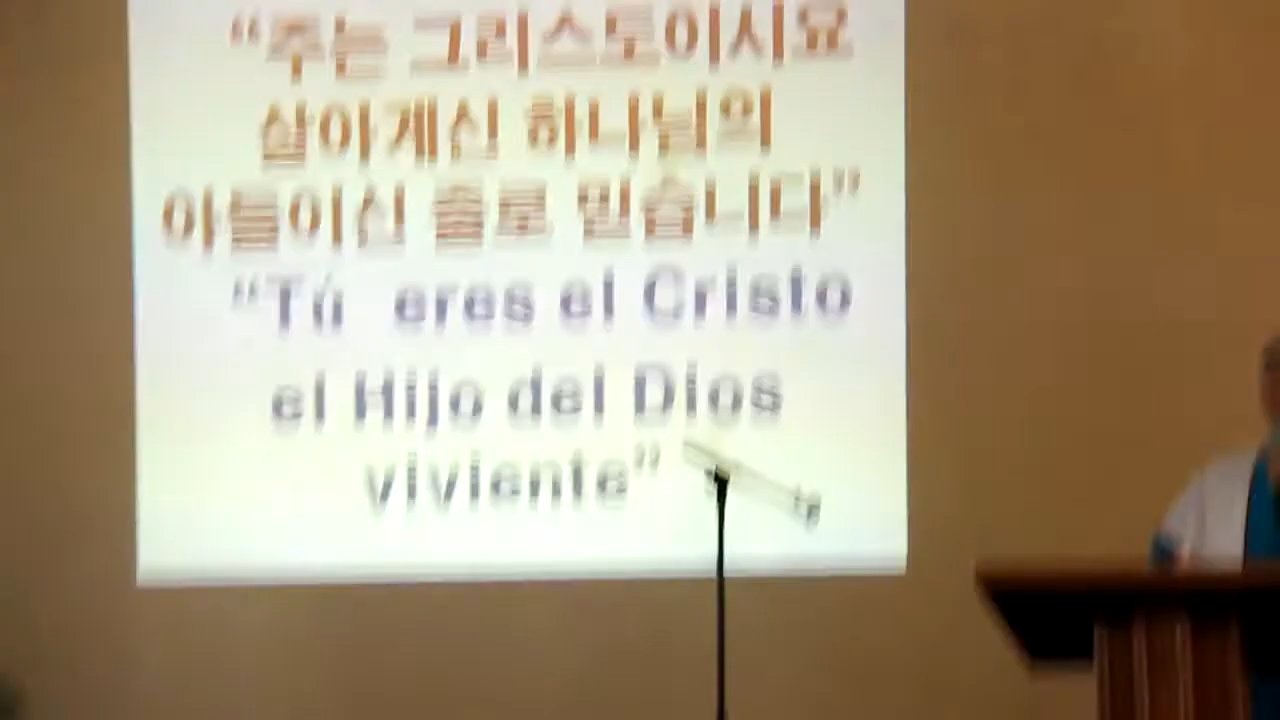 “주는 그리스도이시요
살아계신 하나님의
아들이신 줄로 믿습니다”
“Tú eres el Cristo
el Hijo del Dios
viviente”